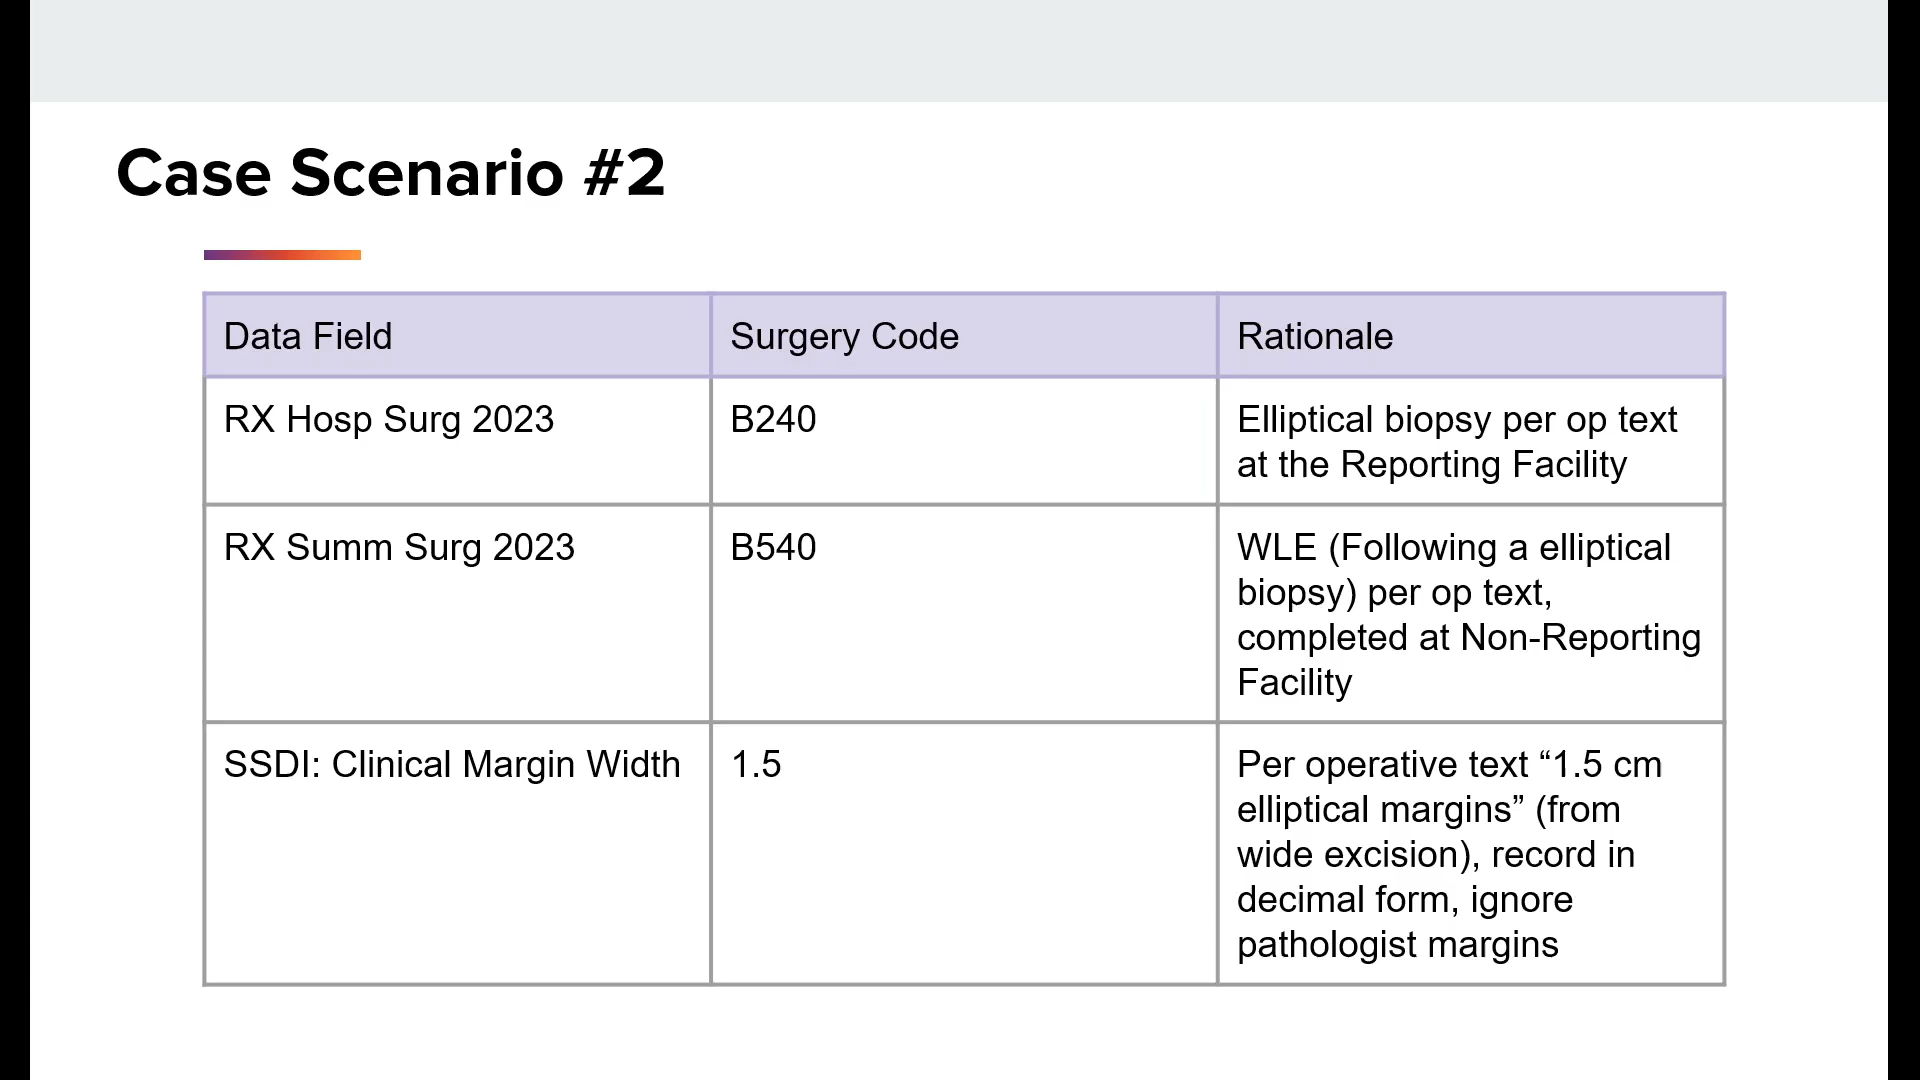 Case Scenario #2
Data Field
Surgery Code
Rationale
RX Hosp Surg 2023
B240
Elliptical biopsy per op text
at the Reporting Facility
RX Summ Surg 2023
B540
WLE (Following a elliptical
biopsy) per op text,
completed at Non-Reporting
Facility
SSDI: Clinical Margin Width
1.5
Per operative text “1.5 cm
elliptical margins” (from
wide excision), record in
decimal form, ignore
pathologist margins